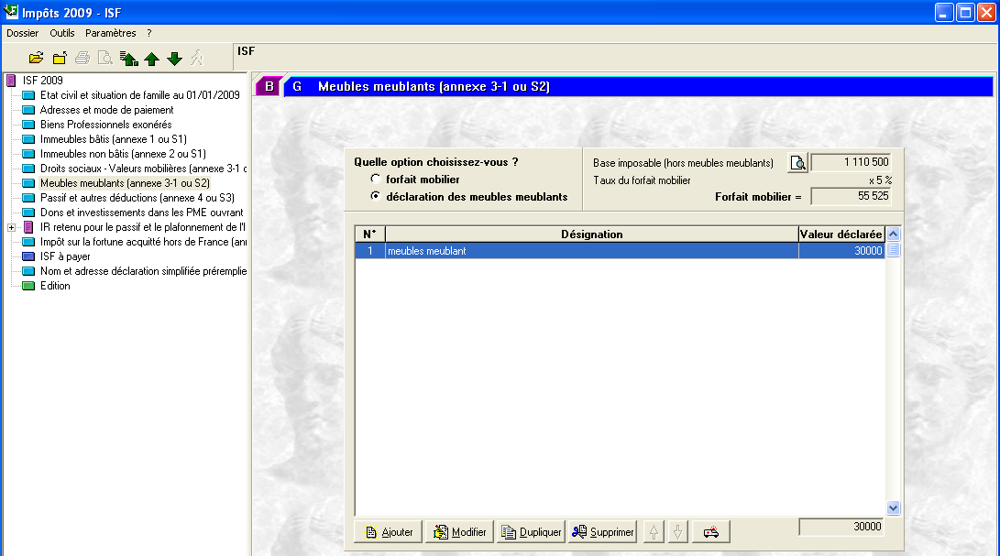 Impôts 2009 - ISF
Dossier Outils Paramètres ?
ISF
ISF 2009
Etat civil et situation de famille au 01/01/2009
Adresses et mode de paiement
Biens Professionnels exonérés
Immeubles bâtis (annexe 1 ou S1)
Immeubles non bâtis (annexe 2 ou S1)
Droits sociaux - Valeurs mobilières (annexe 3-1 o
Meubles meublants (annexe 3-1 ou S2)
Passif et autres déductions (annexe 4 ou S3)
Dons et investissements dans les PME ouvrant
IR retenu pour le passif et le plafonnement de l'I
Impôt sur la fortune acquitté hors de France (ann
ISF à payer
Nom et adresse déclaration simplifiée préremplie
Edition
B G Meubles meublants (annexe 3-1 ou S2)
Quelle option choisissez-vous ?
forfait mobilier
déclaration des meubles meublants
Base imposable (hors meubles meublants) 1 110 500
Taux du forfait mobilier x 5 %
Forfait mobilier = 55 525
N° Désignation Valeur déclarée
1 meubles meublant 30000
Ajouter Modifier Dupliquer Supprimer 30000